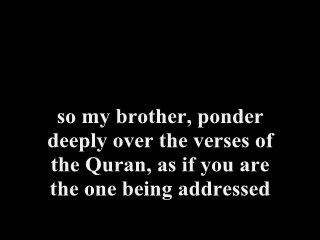 so my brother, ponder
deeply over the verses of
the Quran, as if you are
the one being addressed